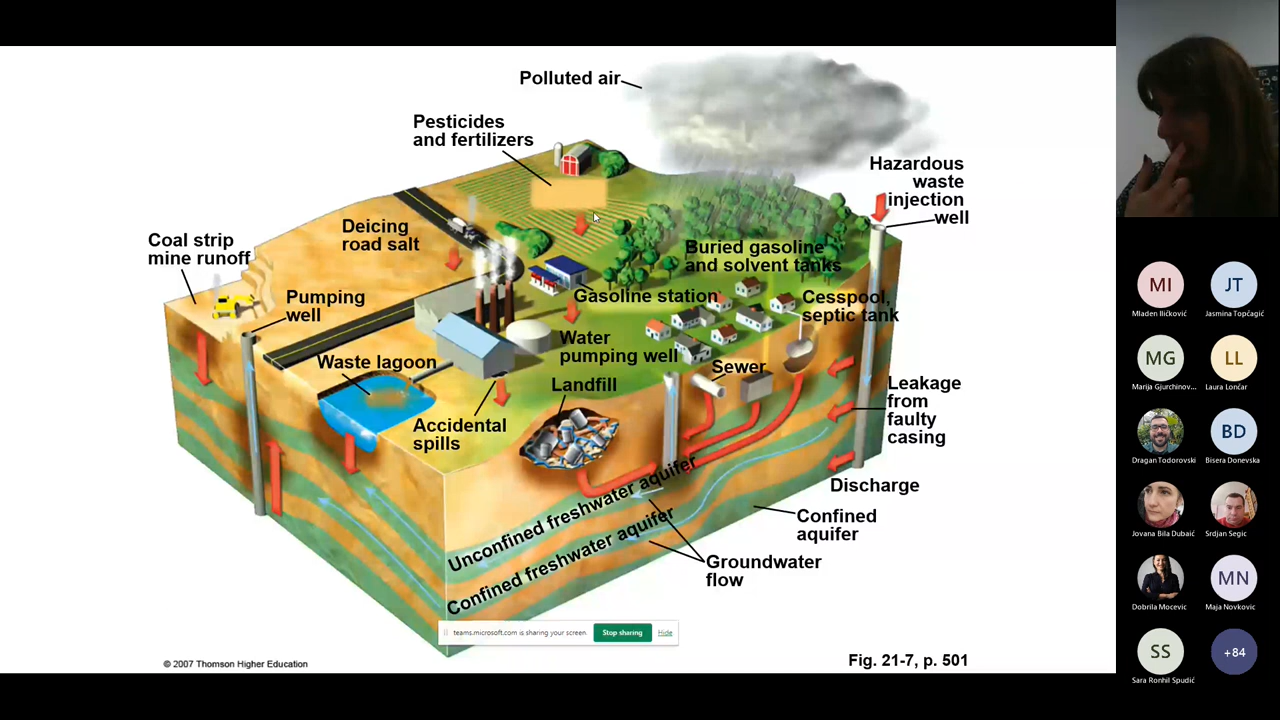 Polluted air
Pesticides
and fertilizers
Hazardous
waste
injection
well
Deicing
road salt
Coal strip
mine runoff
Buried gasoline
and solvent tanks
Pumping
well
Gasoline station
Cesspool,
septic tank
Water
pumping well
Waste lagoon
Sewer
Landfill
Leakage
from
faulty
casing
Accidental
spills
Discharge
Unconfined freshwater aquifer
Confined freshwater aquifer
Confined
aquifer
Groundwater
flow
teams.microsoft.com is sharing your screen.
Stop sharing
Hide
© 2007 Thomson Higher Education
Fig. 21-7, p. 501
MI
JT
Mladen Iličković
Jasmina Topčagić
MG
LL
Marija Gjurchinov...
Laura Lončar
BD
Dragan Todorovski
Bisera Donevska
Jovana Bila Dubaić
Srdjan Segic
MN
Dobrila Mocevic
Maja Novkovic
SS
+84
Sara Ronhil Spudić